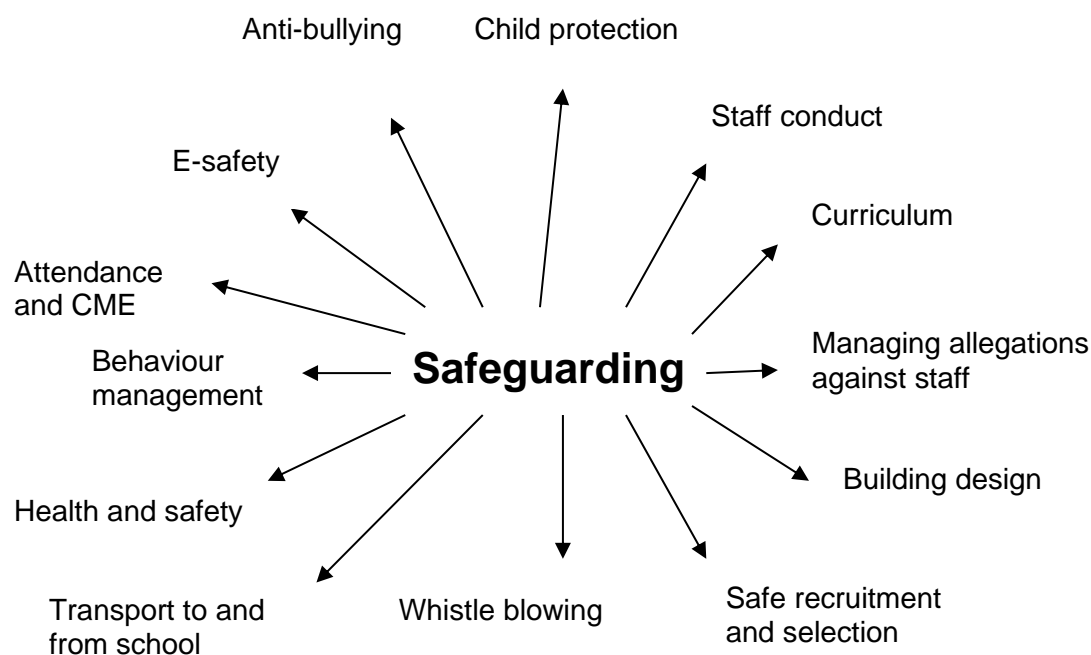 Anti-bullying
Child protection
Staff conduct
E-safety
Curriculum
Attendance
and CME
Managing allegations
against staff
Behaviour
management
Safeguarding
Building design
Health and safety
Transport to and
from school
Whistle blowing
Safe recruitment
and selection